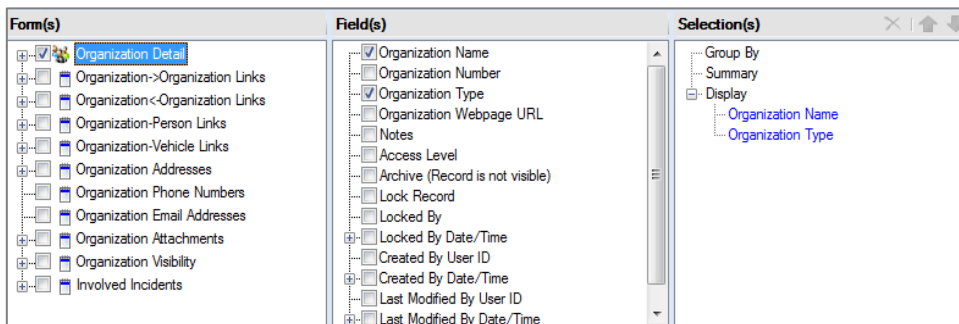 Form(s)
Organization Detail
Organization->Organization Links
Organization<-Organization Links
Organization-Person Links
Organization-Vehicle Links
Organization Addresses
Organization Phone Numbers
Organization Email Addresses
Organization Attachments
Organization Visibility
Involved Incidents
Field(s)
Organization Name
Organization Number
Organization Type
Organization Webpage URL
Notes
Access Level
Archive (Record is not visible)
Lock Record
Locked By
Locked By Date/Time
Created By User ID
Created By Date/Time
Last Modified By User ID
Last Modified By Date/Time
Selection(s)
Group By
Summary
Display
Organization Name
Organization Type